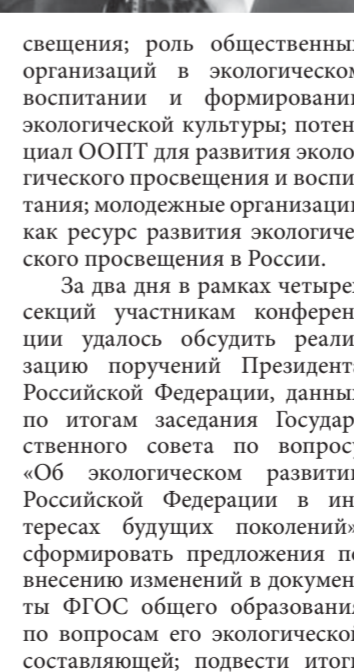 свещения; роль общественных
организаций в экологическом
воспитании и формировании
экологической культуры; потен-
циал ООПТ для развития эколо-
гического просвещения и воспи-
тания; молодежные организации
как ресурс развития экологиче-
ского просвещения в России.
За два дня в рамках четырех
секций участникам конферен-
ции удалось обсудить реали-
зацию поручений Президента
Российской Федерации, данных
по итогам заседания Государ-
ственного совета по вопросу
«Об экологическом развитии
Российской Федерации в ин-
тересах будущих поколений»,
сформировать предложения по
внесению изменений в докумен-
ты ФГОС общего образования
по вопросам его экологической
составляющей; подвести итоги